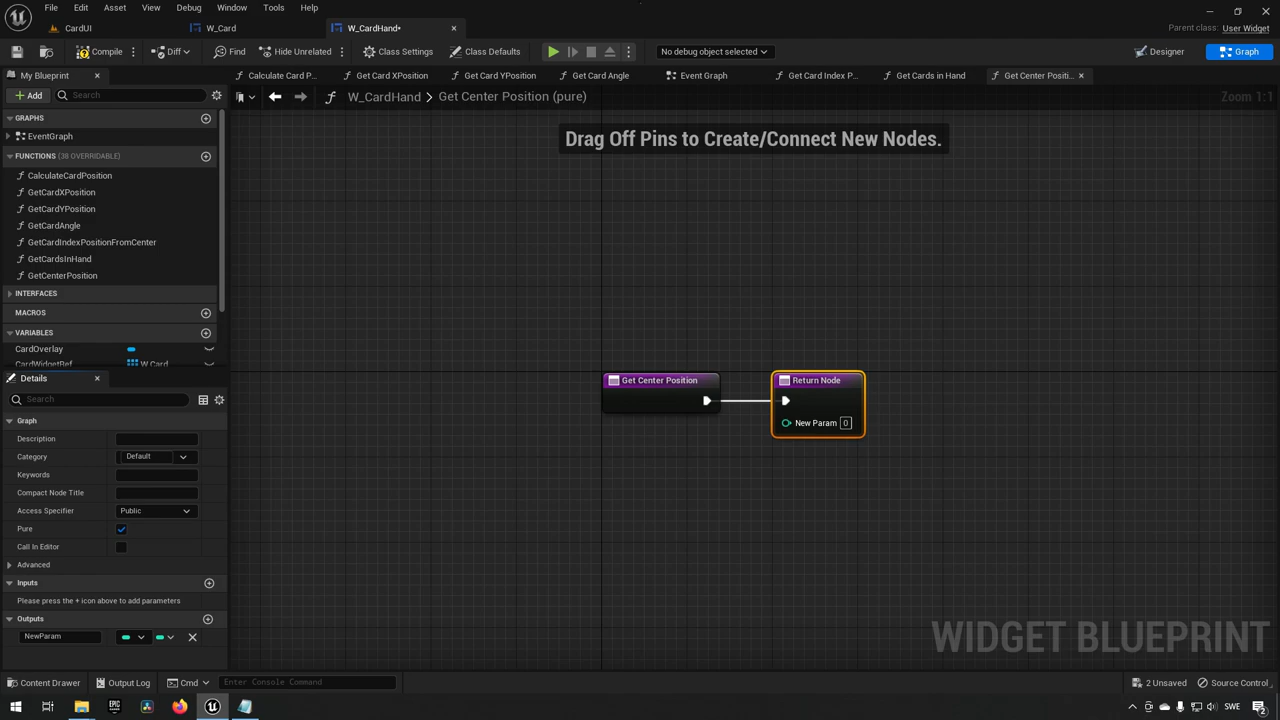 File Edit Asset View Debug Window Tools Help
CardUI W_Card W_CardHand•
Parent class: User Widget
Compile Diff Find Hide Unrelated Class Settings Class Defaults No debug object selected Designer Graph
My Blueprint
Calculate Card P... Get Card XPosition Get Card YPosition Get Card Angle Event Graph Get Card Index P... Get Cards in Hand Get Center Positi...
Add Search
W_CardHand > Get Center Position (pure)
Zoom 1:1
GRAPHS
EventGraph
FUNCTIONS (38 OVERRIDABLE)
CalculateCardPosition
GetCardXPosition
GetCardYPosition
GetCardAngle
GetCardIndexPositionFromCenter
GetCardsInHand
GetCenterPosition
INTERFACES
MACROS
VARIABLES
CardOverlay
CardWidgetRef W Card
Drag Off Pins to Create/Connect New Nodes.
Get Center Position
Return Node
New Param 0
Details
Search
Graph
Description
Category Default
Keywords
Compact Node Title
Access Specifier Public
Pure
Call In Editor
Advanced
Inputs
Please press the + icon above to add parameters
Outputs
NewParam
WIDGET BLUEPRINT
Content Drawer Output Log Cmd Enter Console Command 2 Unsaved Source Control
EPIC
SWE
2